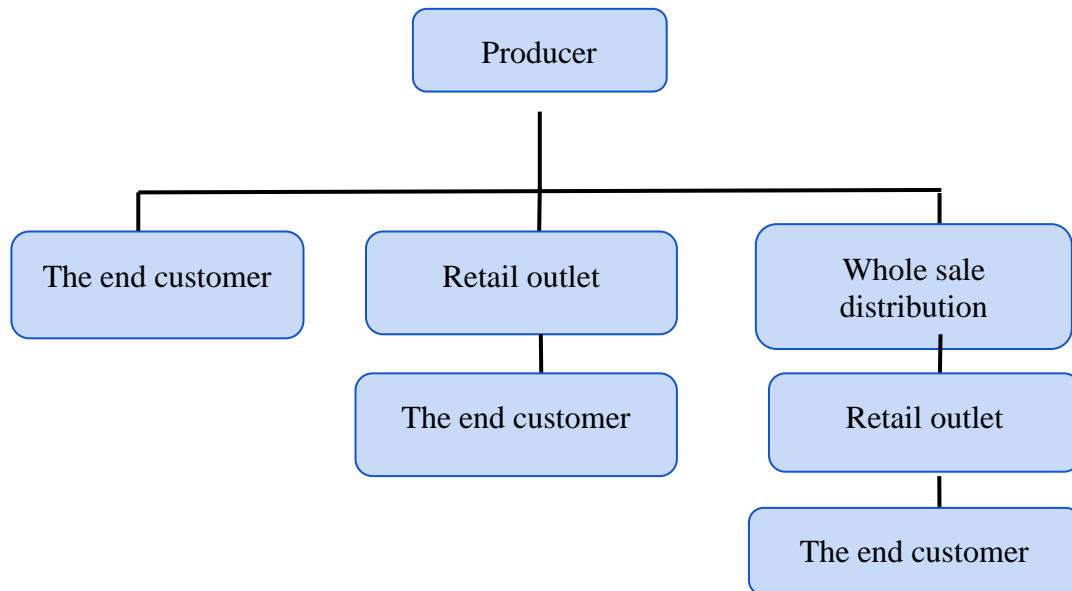 Producer
The end customer
Retail outlet
Whole sale
distribution
The end customer
Retail outlet
The end customer